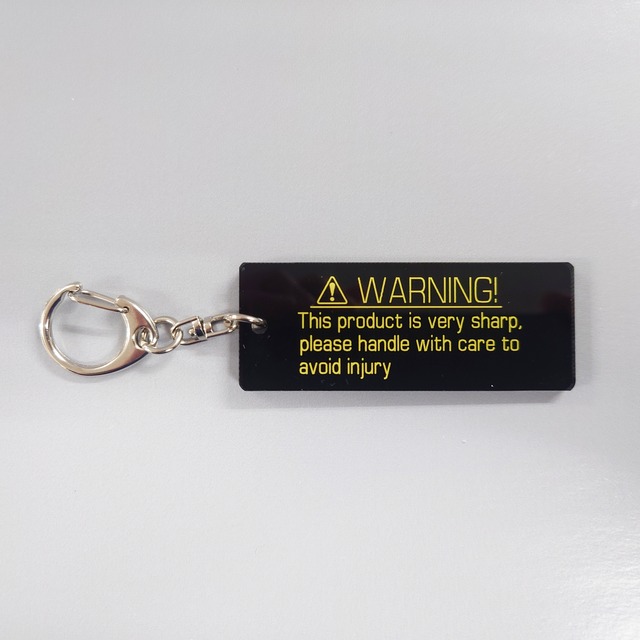 ⚠ WARNING!
This product is very sharp,
please handle with care to
avoid injury